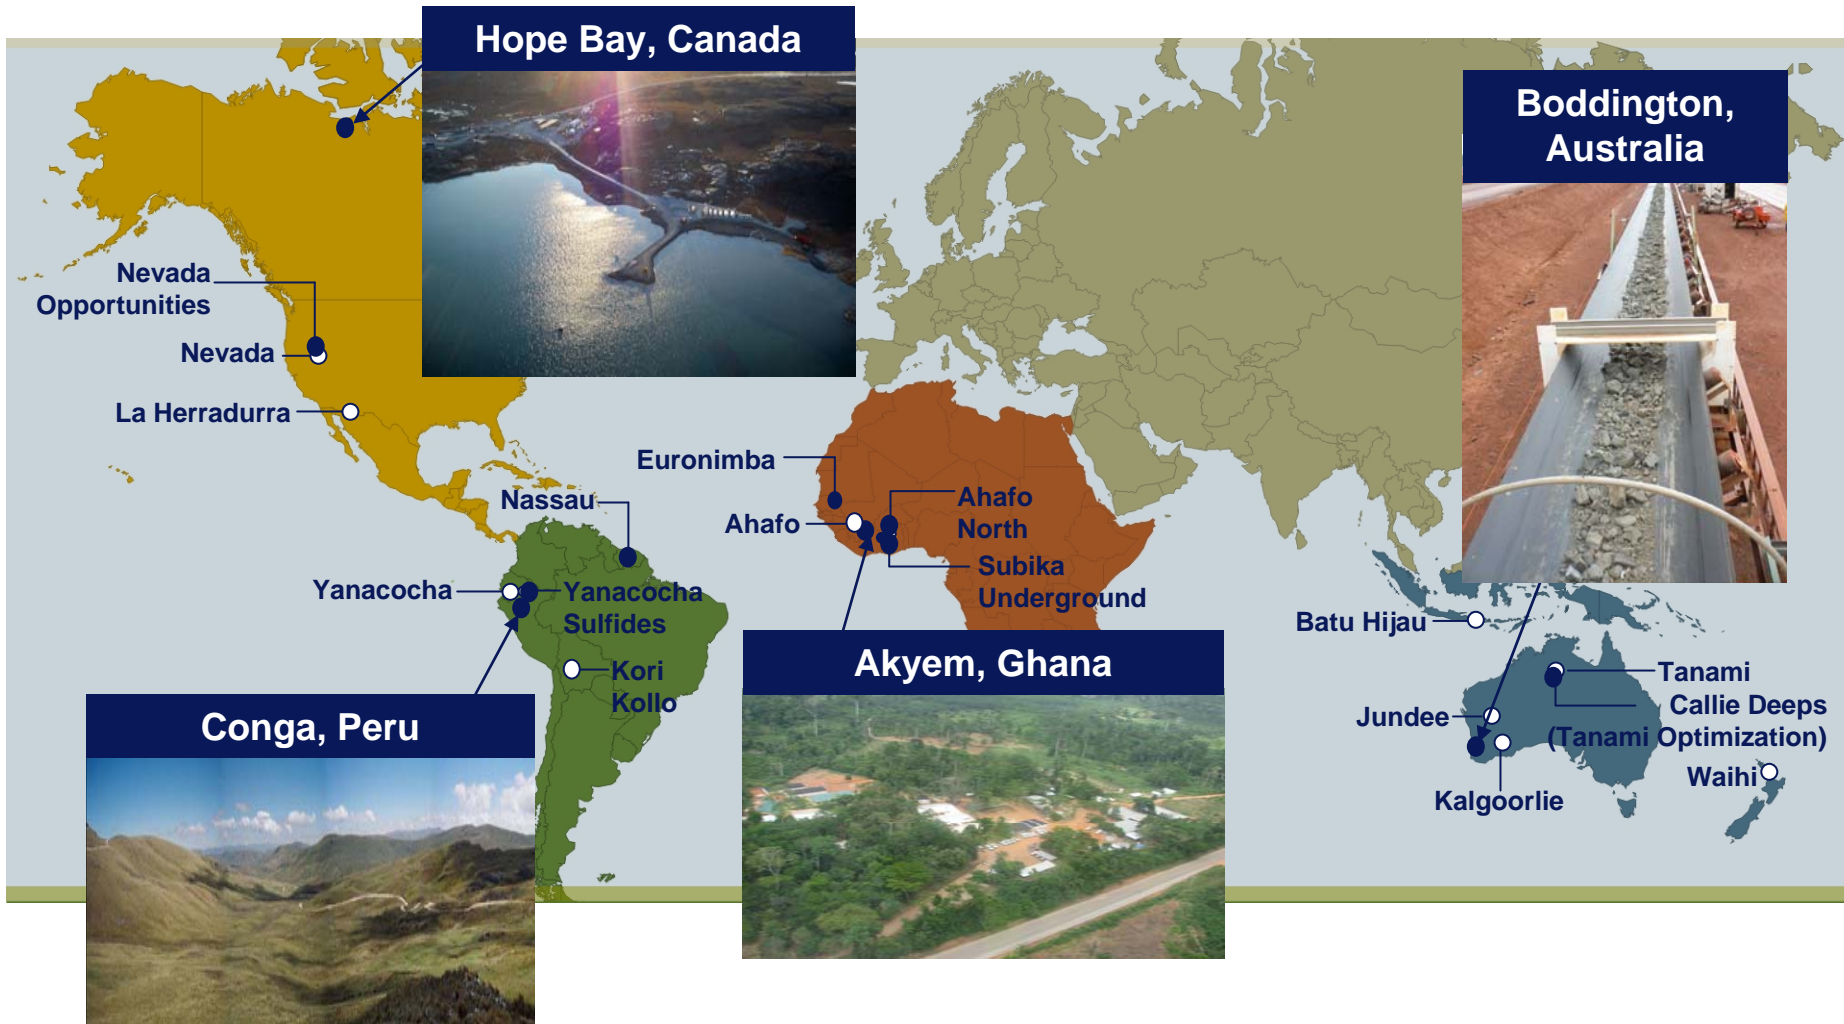 Hope Bay, Canada
Boddington,
Australia
Nevada
Opportunities
Nevada
La Herradurra
Euronimba
Nassau
Ahafo
North
Ahafo
Subika
Underground
Yanacocha
Yanacocha
Sulfides
Batu Hijau
Kori
Kollo
Akyem, Ghana
Tanami
Callie Deeps
(Tanami Optimization)
Jundee
Conga, Peru
Waihi
Kalgoorlie